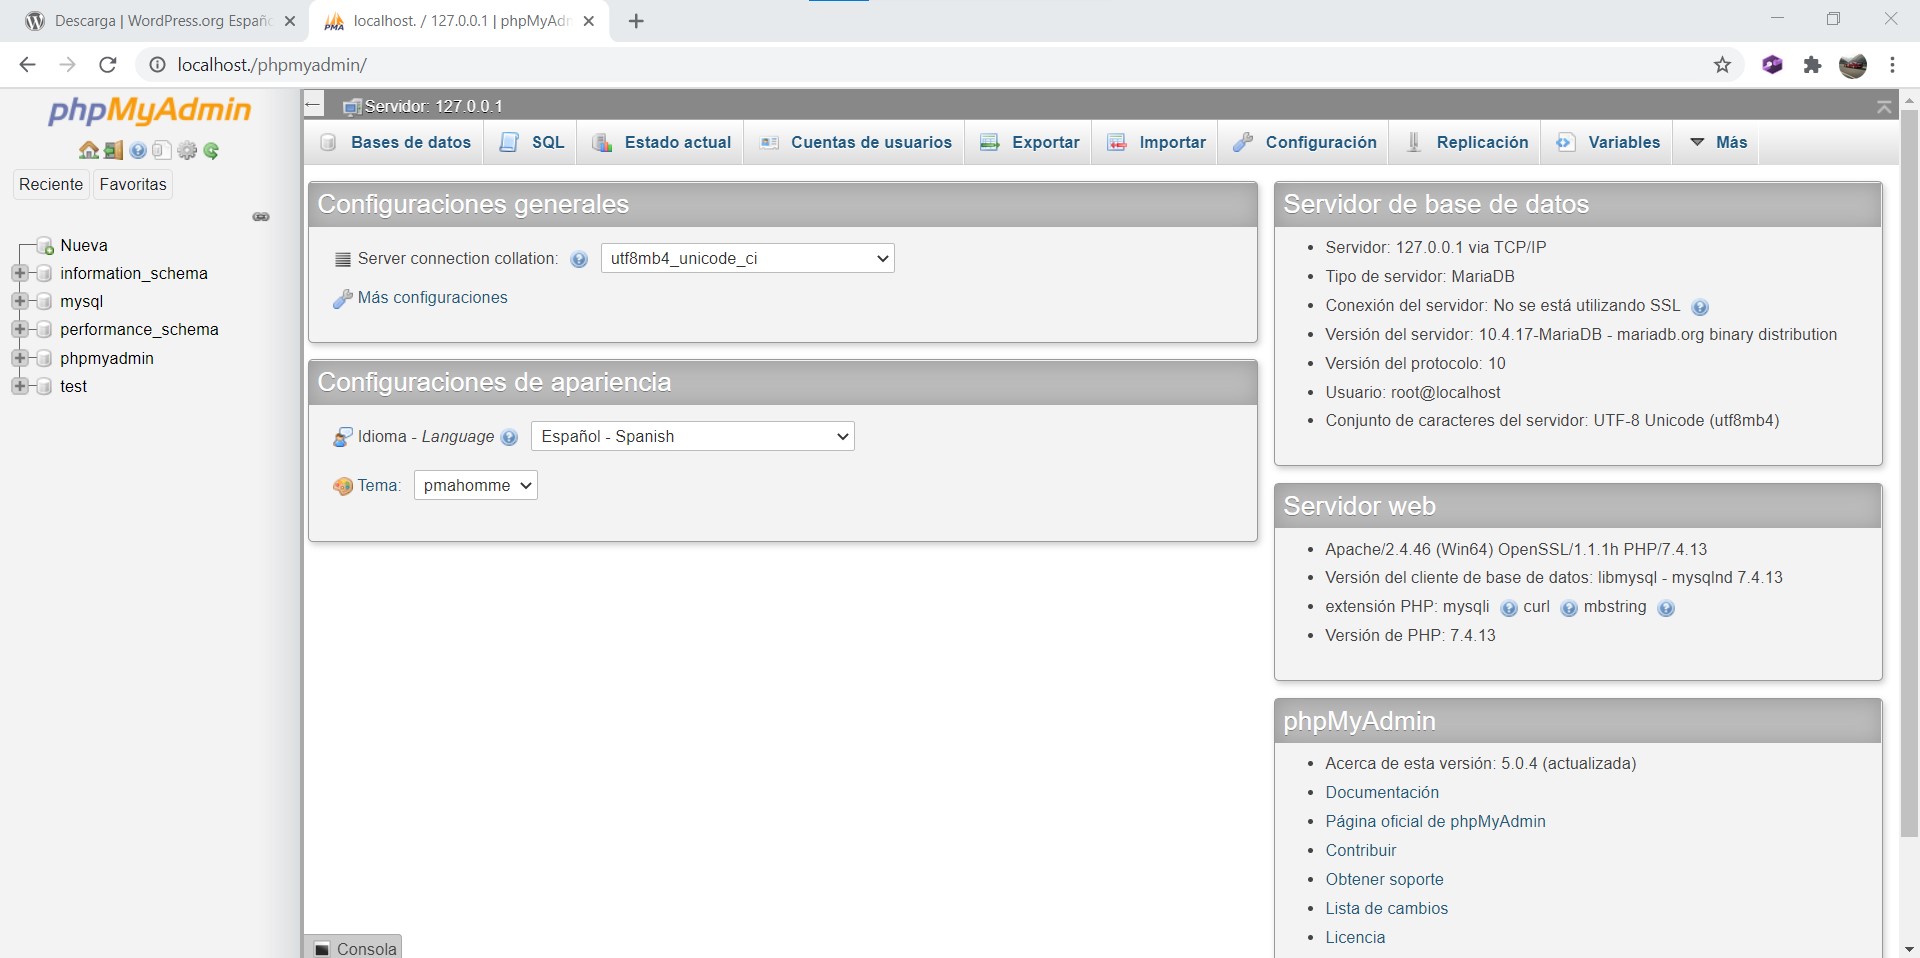 Descarga | WordPress.org Españo
localhost. / 127.0.0.1 | phpMyAdm
localhost./phpmyadmin/
phpMyAdmin
Reciente
Favoritas
Nueva
information_schema
mysql
performance_schema
phpmyadmin
test
Servidor: 127.0.0.1
Bases de datos
SQL
Estado actual
Cuentas de usuarios
Exportar
Importar
Configuración
Replicación
Variables
Más
Configuraciones generales
Server connection collation:
utf8mb4_unicode_ci
Más configuraciones
Configuraciones de apariencia
Idioma - Language
Español - Spanish
Tema:
pmahomme
Servidor de base de datos
Servidor: 127.0.0.1 via TCP/IP
Tipo de servidor: MariaDB
Conexión del servidor: No se está utilizando SSL
Versión del servidor: 10.4.17-MariaDB - mariadb.org binary distribution
Versión del protocolo: 10
Usuario: root@localhost
Conjunto de caracteres del servidor: UTF-8 Unicode (utf8mb4)
Servidor web
Apache/2.4.46 (Win64) OpenSSL/1.1.1h PHP/7.4.13
Versión del cliente de base de datos: libmysql - mysqlnd 7.4.13
extensión PHP: mysqli curl mbstring
Versión de PHP: 7.4.13
phpMyAdmin
Acerca de esta versión: 5.0.4 (actualizada)
Documentación
Página oficial de phpMyAdmin
Contribuir
Obtener soporte
Lista de cambios
Licencia
Consola